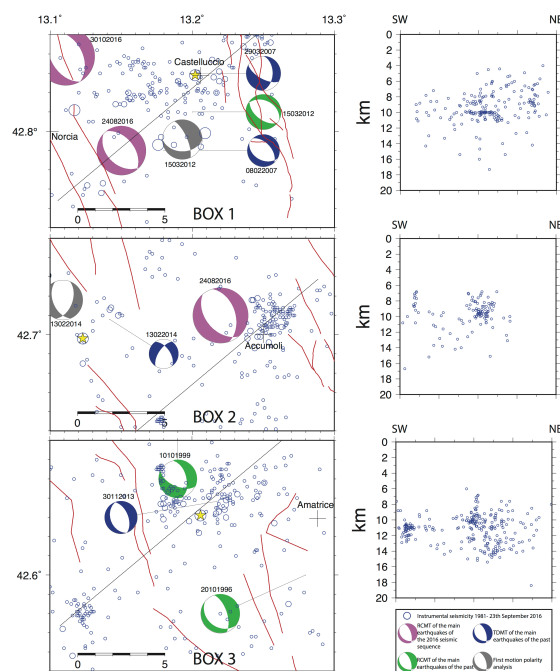 13.1° 13.2° 13.3°
30102016
Castelluccio
29032007
15032012
24082016
42.8°
Norcia
15032012
08022007
0 5
BOX 1
SW NE
km
0
2
4
6
8
10
12
14
16
18
20
24082016
13022014
13022014
42.7°
Accumoli
0 5
BOX 2
SW NE
km
0
2
4
6
8
10
12
14
16
18
20
10101999
30112013
Amatrice
42.6°
20101996
0 5
BOX 3
SW NE
km
0
2
4
6
8
10
12
14
16
18
20
Instrumental seismicity 1981- 23th September 2016
RCMT of the main
earthquakes of
the 2016 seismic
sequence
TDMT of the main
earthquakes of the past
RCMT of the main
earthquakes of the past
First motion polarity
analysis